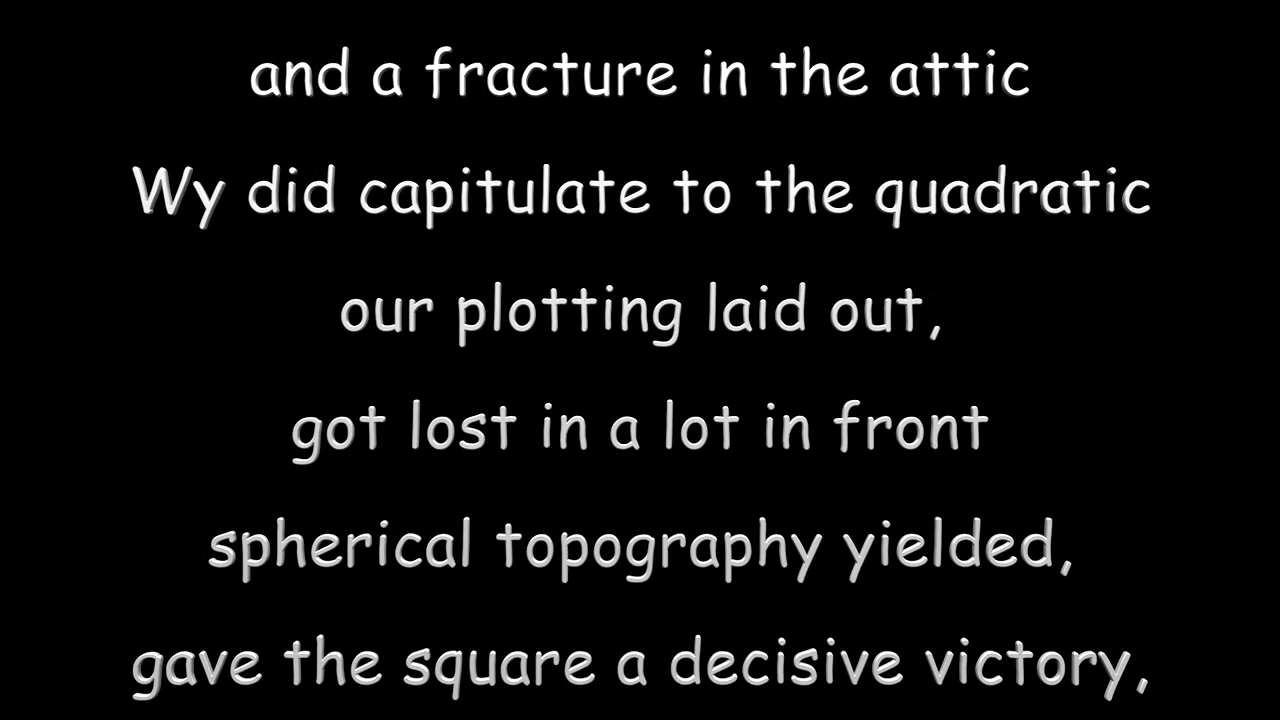 and a fracture in the attic
Wy did capitulate to the quadratic
our plotting laid out,
got lost in a lot in front
spherical topography yielded,
gave the square a decisive victory,